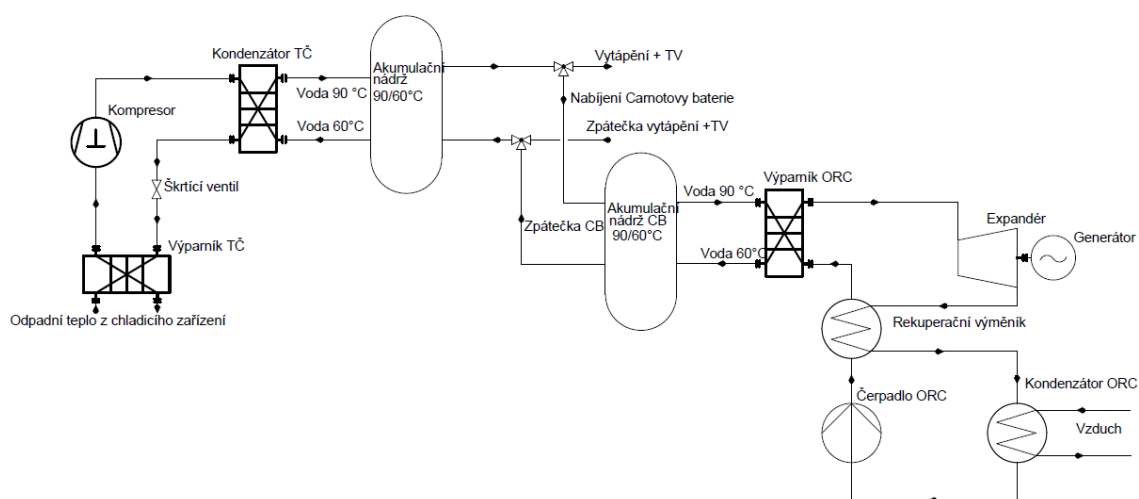 Kondenzátor TČ
Kompresor
Voda 90 °C
Voda 60°C
Škrtící ventil
Výparník TČ
Odpadní teplo z chladicího zařízení
Akumulační
nádrž
90/60°C
Vytápění + TV
Nabíjení Carnotovy baterie
Zpátečka vytápění +TV
Zpátečka CB
Akumulační
nádrž CB
90/60°C
Voda 90 °C
Voda 60°C
Výparník ORC
Expandér
Generátor
Rekuperační výměník
Čerpadlo ORC
Kondenzátor ORC
Vzduch